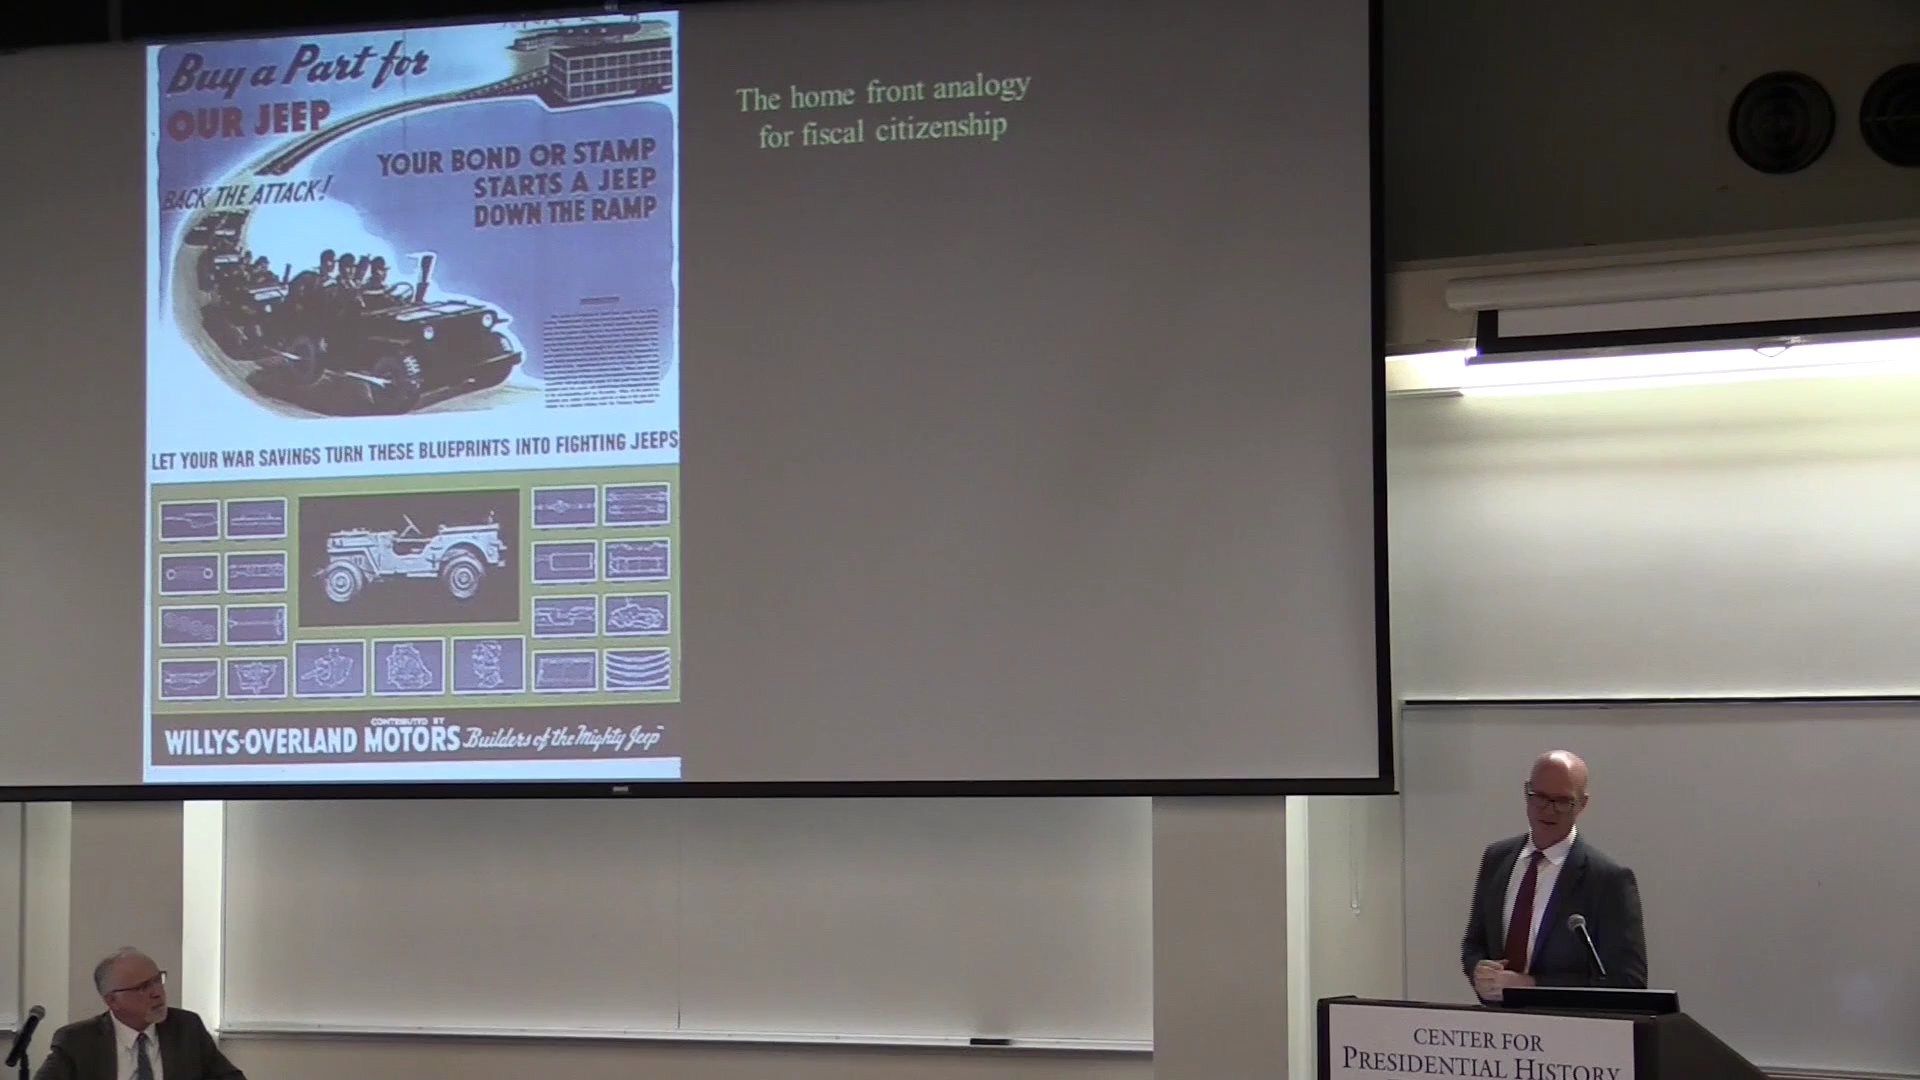 Buy a Part for
OUR JEEP
BACK THE ATTACK!
YOUR BOND OR STAMP
STARTS A JEEP
DOWN THE RAMP
LET YOUR WAR SAVINGS TURN THESE BLUEPRINTS INTO FIGHTING JEEPS
CONTRIBUTED BY
WILLYS-OVERLAND MOTORS Builders of the Mighty Jeep
The home front analogy
for fiscal citizenship
CENTER FOR
PRESIDENTIAL HISTORY